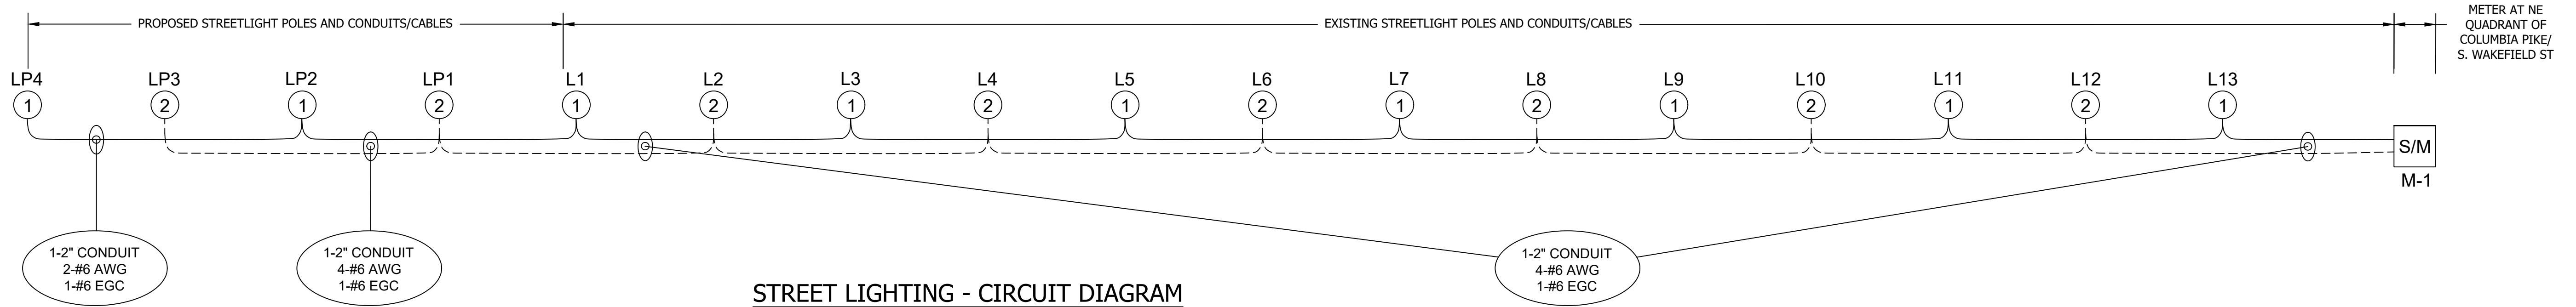 PROPOSED STREETLIGHT POLES AND CONDUITS/CABLES
EXISTING STREETLIGHT POLES AND CONDUITS/CABLES
METER AT NE
QUADRANT OF
COLUMBIA PIKE/
S. WAKEFIELD ST
LP4 LP3 LP2 LP1 L1 L2 L3 L4 L5 L6 L7 L8 L9 L10 L11 L12 L13
1 2 1 2 1 2 1 2 1 2 1 2 1 2 1 2 1
S/M
M-1
1-2" CONDUIT
2-#6 AWG
1-#6 EGC
1-2" CONDUIT
4-#6 AWG
1-#6 EGC
1-2" CONDUIT
4-#6 AWG
1-#6 EGC
STREET LIGHTING - CIRCUIT DIAGRAM